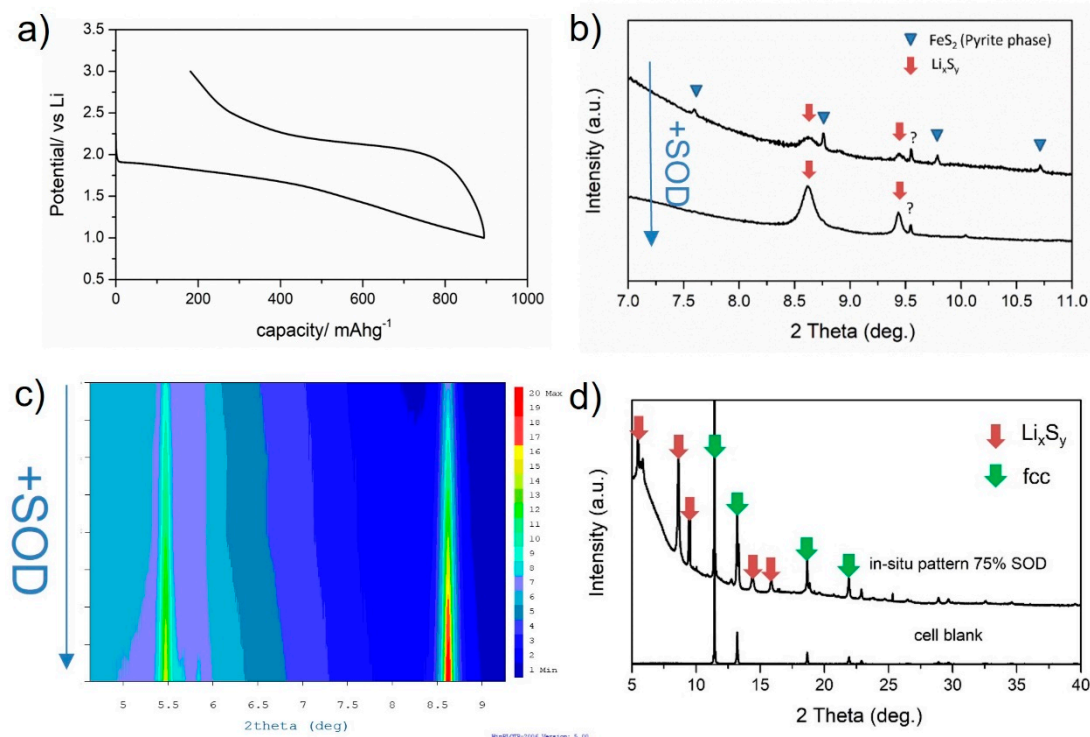 a)
Potential/ vs Li
3.5
3.0
2.5
2.0
1.5
1.0
0.5
0 200 400 600 800 1000
capacity/ mAhg-1
b)
Intensity (a.u.)
+SOD
FeS2 (Pyrite phase)
LixSy
?
?
7.0 7.5 8.0 8.5 9.0 9.5 10.0 10.5 11.0
2 Theta (deg.)
c)
+SOD
20 Max
19
18
17
16
15
14
13
12
11
10
9
8
7
6
5
4
3
2
1 Min
5 5.5 6 6.5 7 7.5 8 8.5 9
2theta (deg)
d)
Intensity (a.u.)
LixSy
fcc
in-situ pattern 75% SOD
cell blank
5 10 15 20 25 30 35 40
2 Theta (deg.)